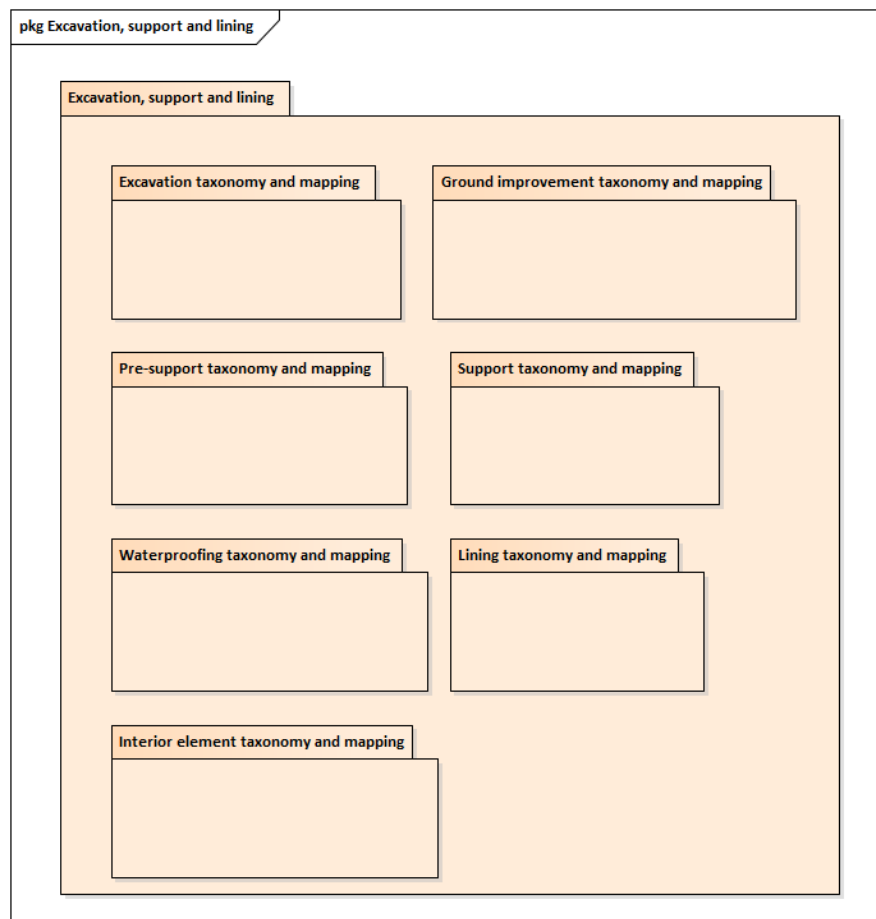 pkg Excavation, support and lining
Excavation, support and lining
Excavation taxonomy and mapping
Ground improvement taxonomy and mapping
Pre-support taxonomy and mapping
Support taxonomy and mapping
Waterproofing taxonomy and mapping
Lining taxonomy and mapping
Interior element taxonomy and mapping